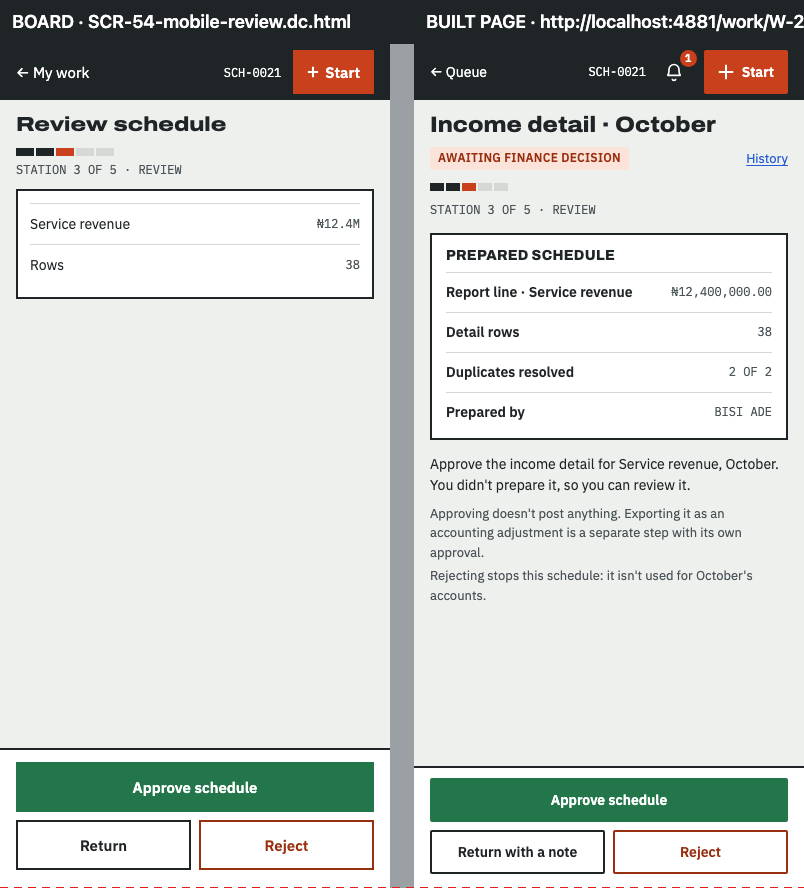 BOARD · SCR-54-mobile-review.dc.html
← My work
SCH-0021
+ Start
Review schedule
STATION 3 OF 5 · REVIEW
Service revenue
₦12.4M
Rows
38
Approve schedule
Return
Reject
BUILT PAGE · http://localhost:4881/work/W-2
← Queue
SCH-0021
1
+ Start
Income detail · October
AWAITING FINANCE DECISION
History
STATION 3 OF 5 · REVIEW
PREPARED SCHEDULE
Report line · Service revenue
₦12,400,000.00
Detail rows
38
Duplicates resolved
2 OF 2
Prepared by
BISI ADE
Approve the income detail for Service revenue, October.
You didn't prepare it, so you can review it.
Approving doesn't post anything. Exporting it as an
accounting adjustment is a separate step with its own
approval.
Rejecting stops this schedule: it isn't used for October's
accounts.
Approve schedule
Return with a note
Reject